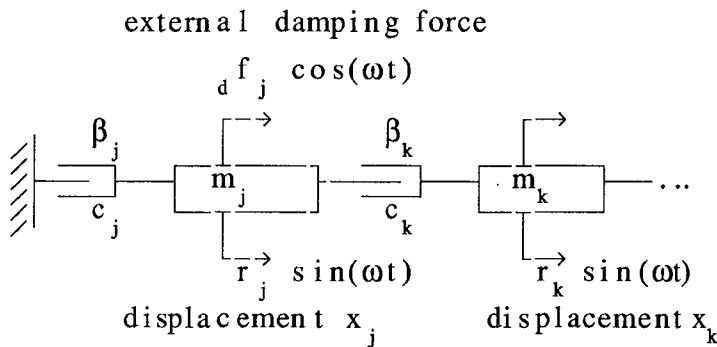 external damping force
d f j cos(ωt)
β j β k
m j m k ...
c j c k
r j sin(ωt) r k sin(ωt)
displacement x j displacement x k